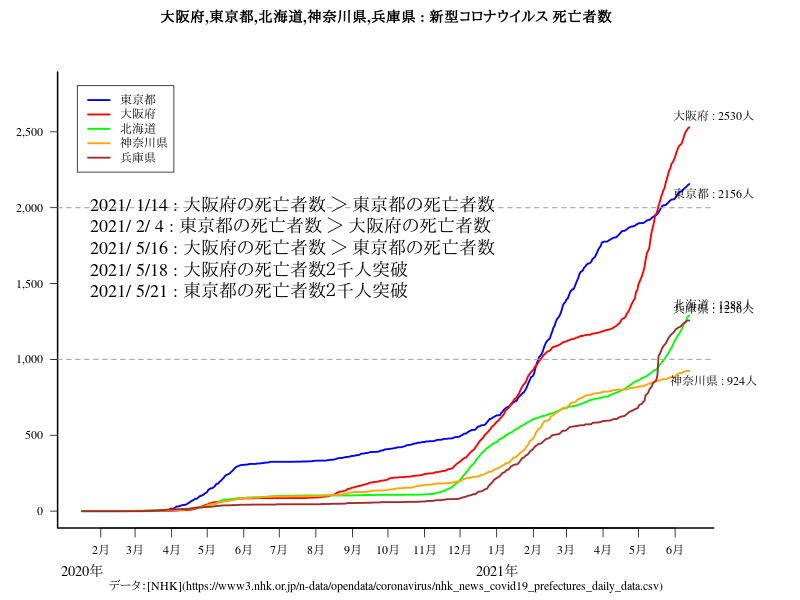 大阪府,東京都,北海道,神奈川県,兵庫県 : 新型コロナウイルス 死亡者数
東京都
大阪府
北海道
神奈川県
兵庫県
2021/ 1/14 : 大阪府の死亡者数 ＞ 東京都の死亡者数
2021/ 2/ 4 : 東京都の死亡者数 ＞ 大阪府の死亡者数
2021/ 5/16 : 大阪府の死亡者数 ＞ 東京都の死亡者数
2021/ 5/18 : 大阪府の死亡者数2千人突破
2021/ 5/21 : 東京都の死亡者数2千人突破
大阪府 : 2530人
東京都 : 2156人
北海道 : 1288人
兵庫県 : 1256人
神奈川県 : 924人
2,500
2,000
1,500
1,000
500
0
2月 3月 4月 5月 6月 7月 8月 9月 10月 11月 12月 1月 2月 3月 4月 5月 6月
2020年 2021年
データ：[NHK](https://www3.nhk.or.jp/n-data/opendata/coronavirus/nhk_news_covid19_prefectures_daily_data.csv)